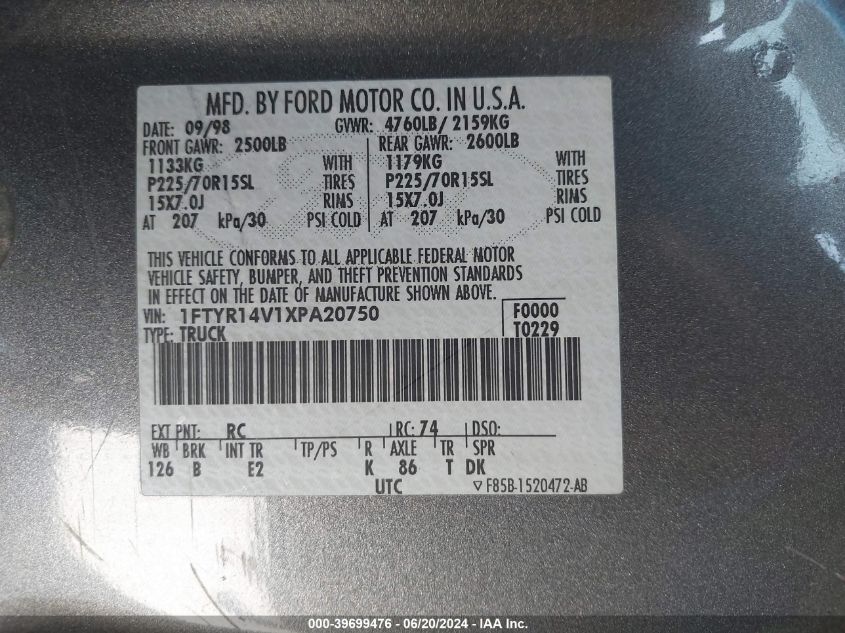 MFD. BY FORD MOTOR CO. IN U.S.A.
DATE: 09/98 GVWR: 4760LB/ 2159KG
FRONT GAWR: 2500LB REAR GAWR: 2600LB
1133KG WITH 1179KG WITH
P225/70R15SL TIRES P225/70R15SL TIRES
15X7.0J RIMS 15X7.0J RIMS
AT 207 kPa/30 PSI COLD AT 207 kPa/30 PSI COLD
THIS VEHICLE CONFORMS TO ALL APPLICABLE FEDERAL MOTOR
VEHICLE SAFETY, BUMPER, AND THEFT PREVENTION STANDARDS
IN EFFECT ON THE DATE OF MANUFACTURE SHOWN ABOVE.
VIN: 1FTYR14V1XPA20750 F0000
TYPE: TRUCK T0229
EXT PNT: RC RC: 74 DSO:
WB BRK INT TR TP/PS R AXLE TR SPR
126 B E2 K 86 T DK
UTC ▽ F85B-1520472-AB
000-39699476 - 06/20/2024 - IAAI Inc.